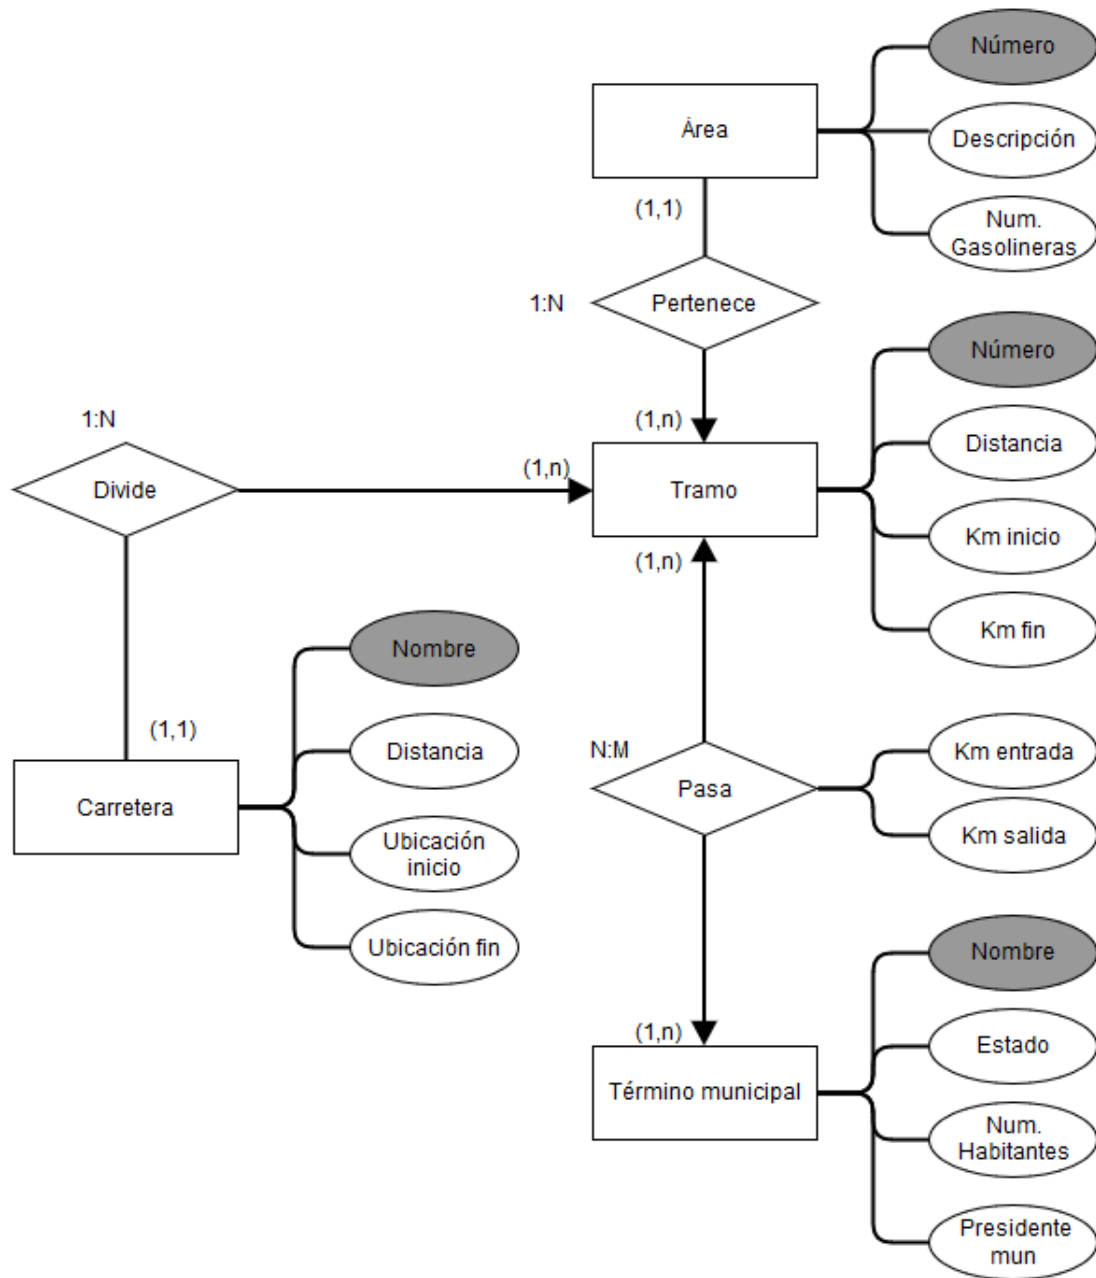 Número
Área
Descripción
(1,1)
Num.
Gasolineras
1:N
Pertenece
Número
(1,n)
1:N
Distancia
(1,n)
Divide
Tramo
Km inicio
(1,n)
Km fin
Nombre
(1,1)
N:M
Km entrada
Distancia
Pasa
Carretera
Km salida
Ubicación
inicio
Ubicación fin
Nombre
(1,n)
Estado
Término municipal
Num.
Habitantes
Presidente
mun